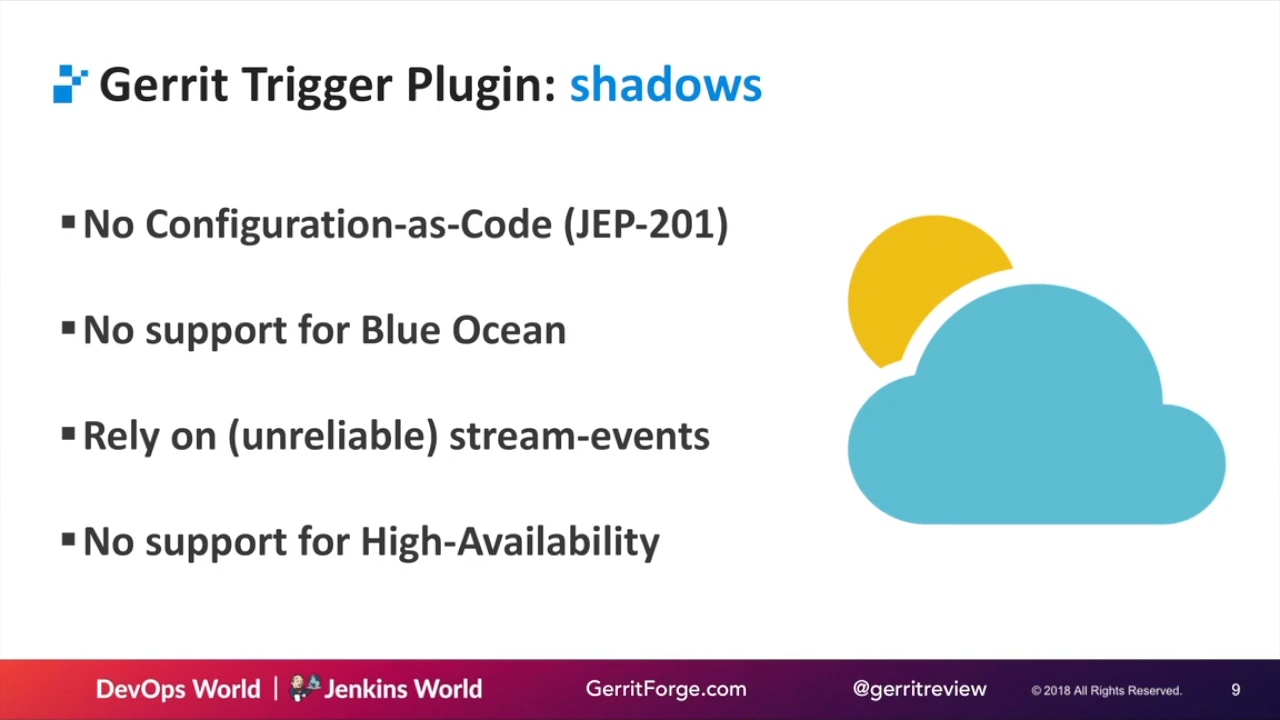 Gerrit Trigger Plugin: shadows
No Configuration-as-Code (JEP-201)
No support for Blue Ocean
Rely on (unreliable) stream-events
No support for High-Availability
DevOps World | Jenkins World GerritForge.com @gerritreview © 2018 All Rights Reserved. 9